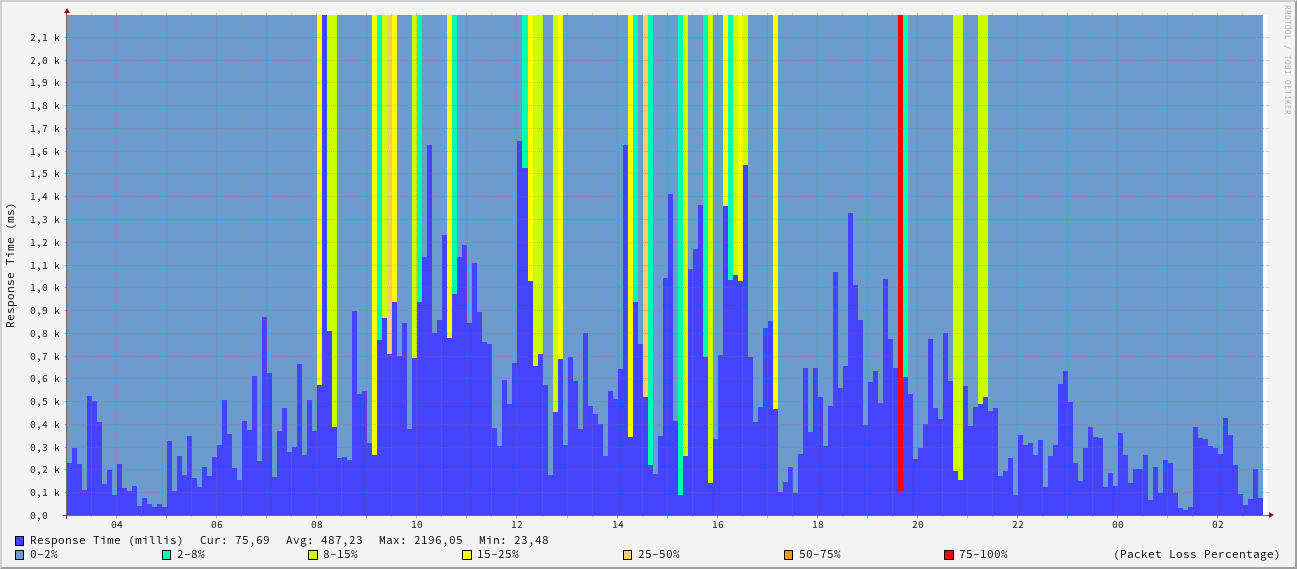 RRDTOOL / TOBI OETIKER
Response Time (ms)
2,1 k
2,0 k
1,9 k
1,8 k
1,7 k
1,6 k
1,5 k
1,4 k
1,3 k
1,2 k
1,1 k
1,0 k
0,9 k
0,8 k
0,7 k
0,6 k
0,5 k
0,4 k
0,3 k
0,2 k
0,1 k
0,0
04 06 08 10 12 14 16 18 20 22 00 02
Response Time (millis) Cur: 75,69 Avg: 487,23 Max: 2196,05 Min: 23,48
0-2% 2-8% 8-15% 15-25% 25-50% 50-75% 75-100% (Packet Loss Percentage)